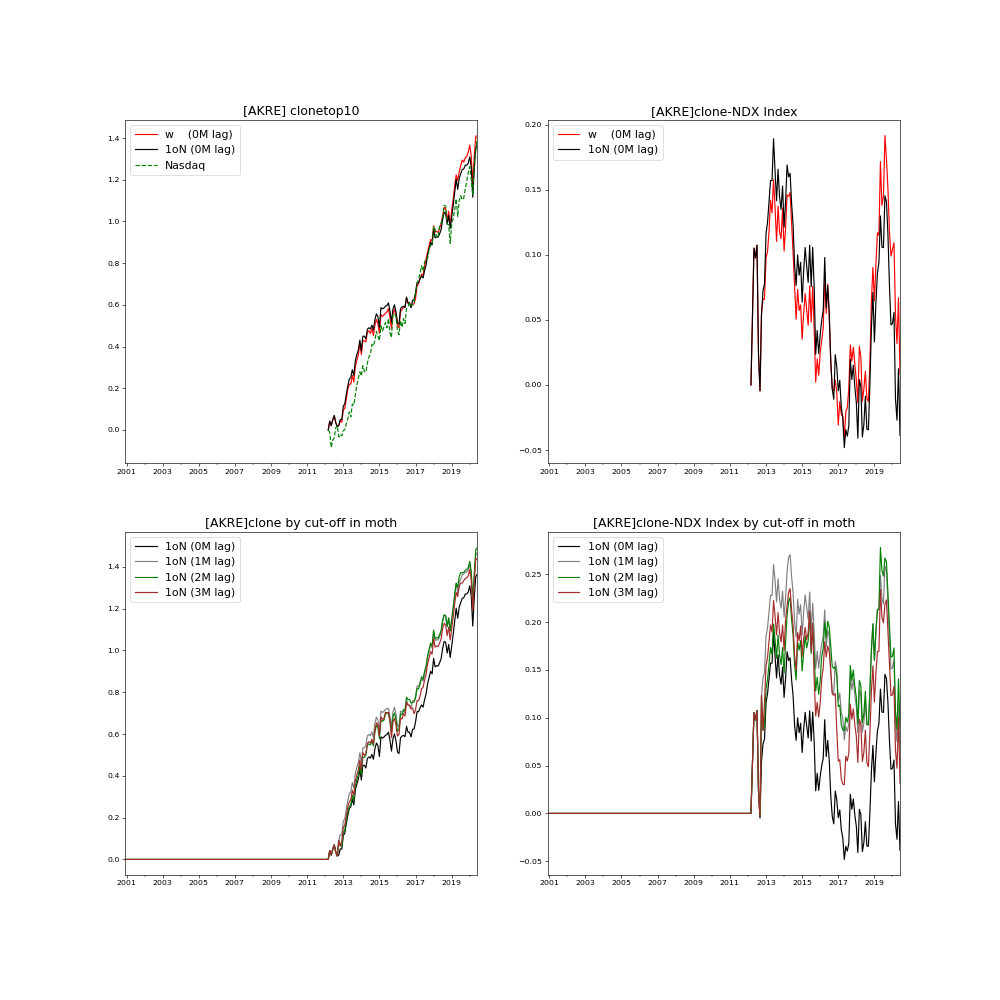 [AKRE] clonetop10
w (0M lag)
1oN (0M lag)
Nasdaq
1.4
1.2
1.0
0.8
0.6
0.4
0.2
0.0
2001 2003 2005 2007 2009 2011 2013 2015 2017 2019
[AKRE]clone-NDX Index
w (0M lag)
1oN (0M lag)
0.20
0.15
0.10
0.05
0.00
−0.05
2001 2003 2005 2007 2009 2011 2013 2015 2017 2019
[AKRE]clone by cut-off in moth
1oN (0M lag)
1oN (1M lag)
1oN (2M lag)
1oN (3M lag)
1.4
1.2
1.0
0.8
0.6
0.4
0.2
0.0
2001 2003 2005 2007 2009 2011 2013 2015 2017 2019
[AKRE]clone-NDX Index by cut-off in moth
1oN (0M lag)
1oN (1M lag)
1oN (2M lag)
1oN (3M lag)
0.25
0.20
0.15
0.10
0.05
0.00
−0.05
2001 2003 2005 2007 2009 2011 2013 2015 2017 2019